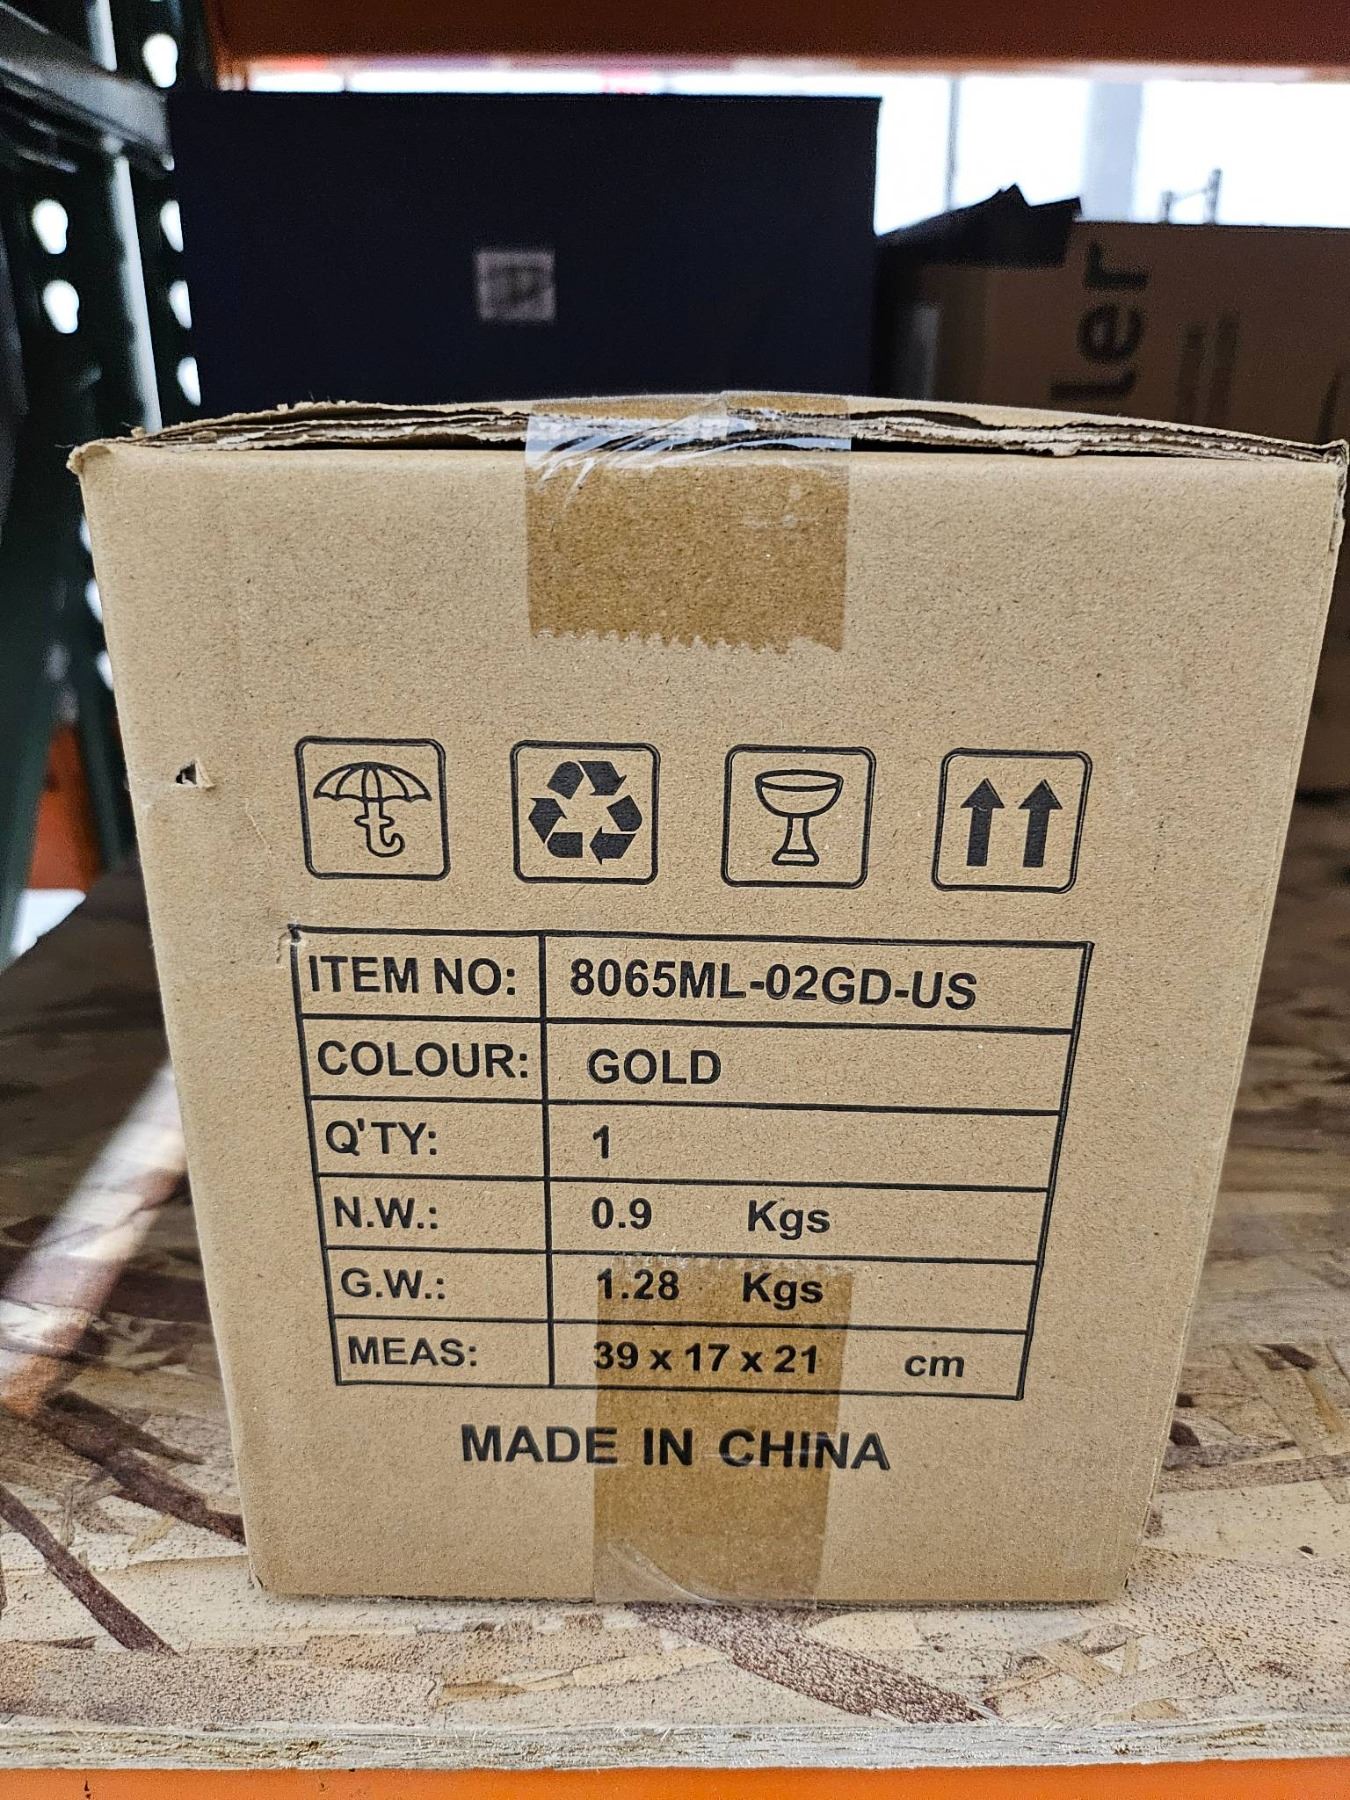 ler
ITEM NO: 8065ML-02GD-US
COLOUR: GOLD
Q'TY: 1
N.W.: 0.9 Kgs
G.W.: 1.28 Kgs
MEAS: 39 x 17 x 21 cm
MADE IN CHINA